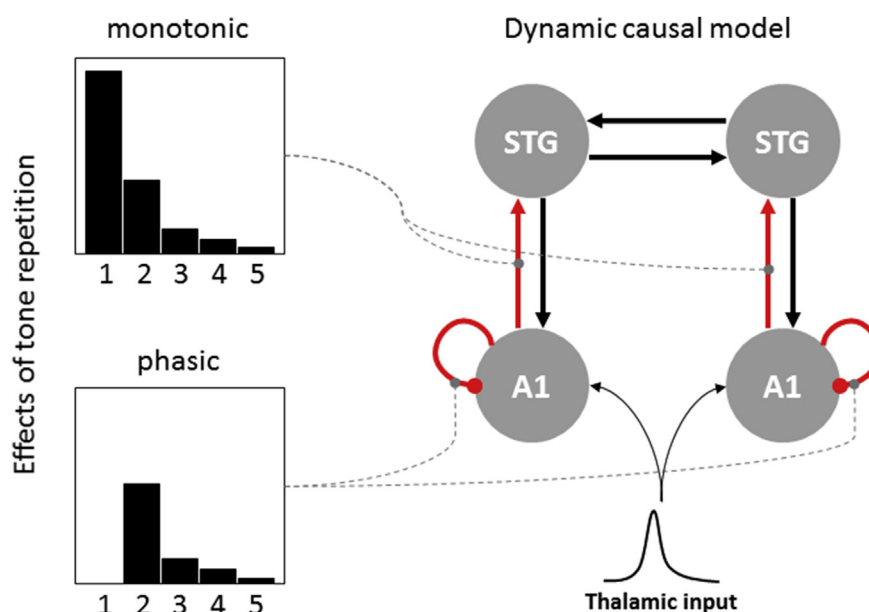 monotonic
Dynamic causal model
Effects of tone repetition
1 2 3 4 5
phasic
1 2 3 4 5
STG
STG
A1
A1
Thalamic input